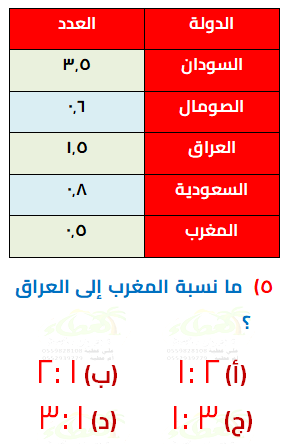 الدولة العدد
السودان ٣,٥
الصومال ٠,٦
العراق ١,٥
السعودية ٠,٨
المغرب ٠,٥
٥) ما نسبة المغرب إلى العراق
؟
(أ) ١:٢ (ب) ٢:١
(ج) ١:٣ (د) ٣:١